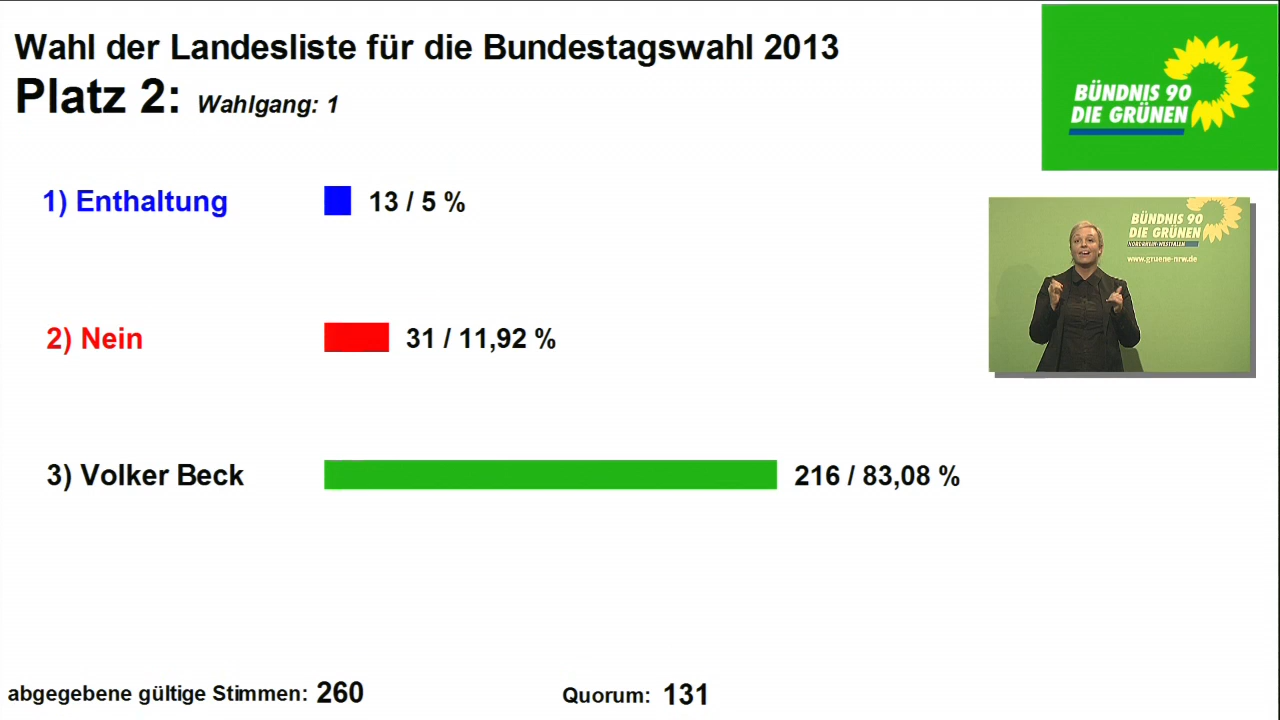 Wahl der Landesliste für die Bundestagswahl 2013
Platz 2: Wahlgang: 1
BÜNDNIS 90
DIE GRÜNEN
1) Enthaltung 13 / 5 %
BÜNDNIS 90
DIE GRÜNEN
NORDRHEIN-WESTFALEN
www.gruene-nrw.de
2) Nein 31 / 11,92 %
3) Volker Beck 216 / 83,08 %
abgegebene gültige Stimmen: 260 Quorum: 131